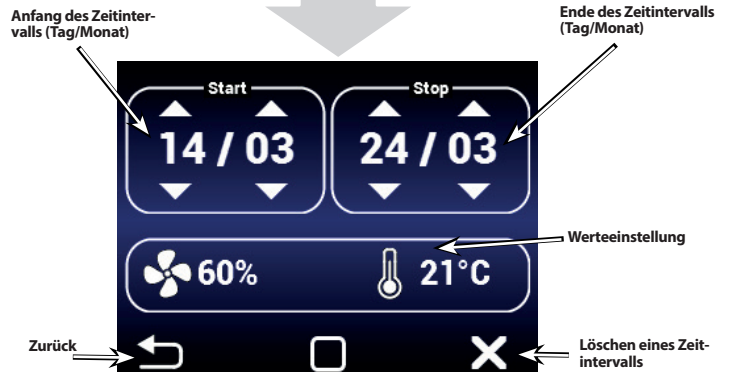 Anfang des Zeitinter-
valls (Tag/Monat)
Ende des Zeitintervalls
(Tag/Monat)
Start
Stop
14 / 03
24 / 03
Werteeinstellung
60%
21°C
Zurück
Löschen eines Zeit-
intervalls